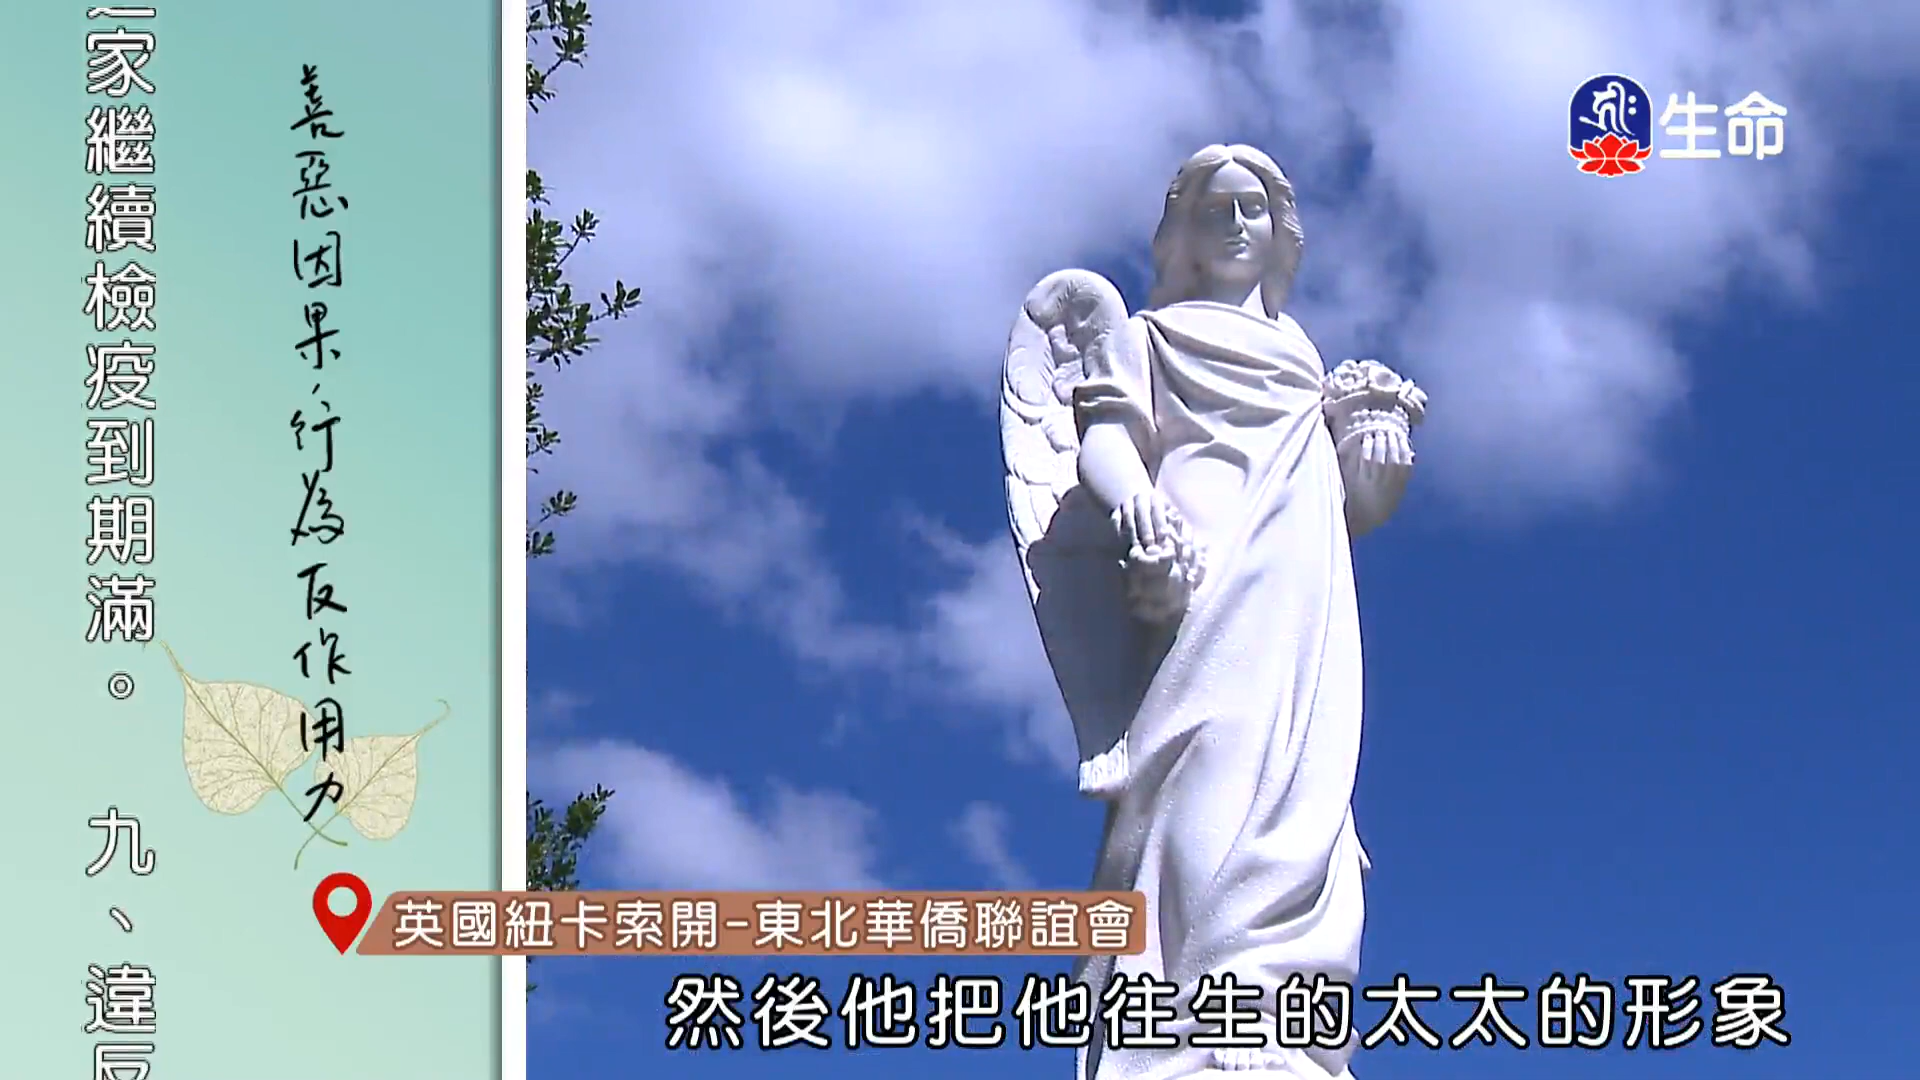 家繼續檢疫到期滿。 九、違反
善惡因果,行為反作用力
生命
英國紐卡索開-東北華僑聯誼會
然後他把他往生的太太的形象